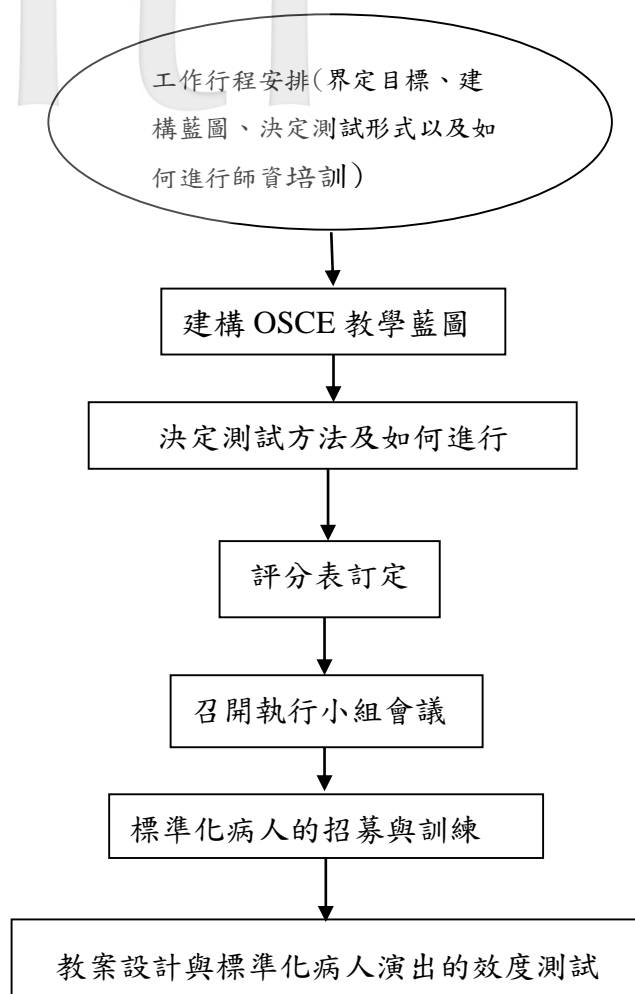 工作行程安排(界定目標、建
構藍圖、決定測試形式以及如
何進行師資培訓)
建構 OSCE 教學藍圖
決定測試方法及如何進行
評分表訂定
召開執行小組會議
標準化病人的招募與訓練
教案設計與標準化病人演出的效度測試